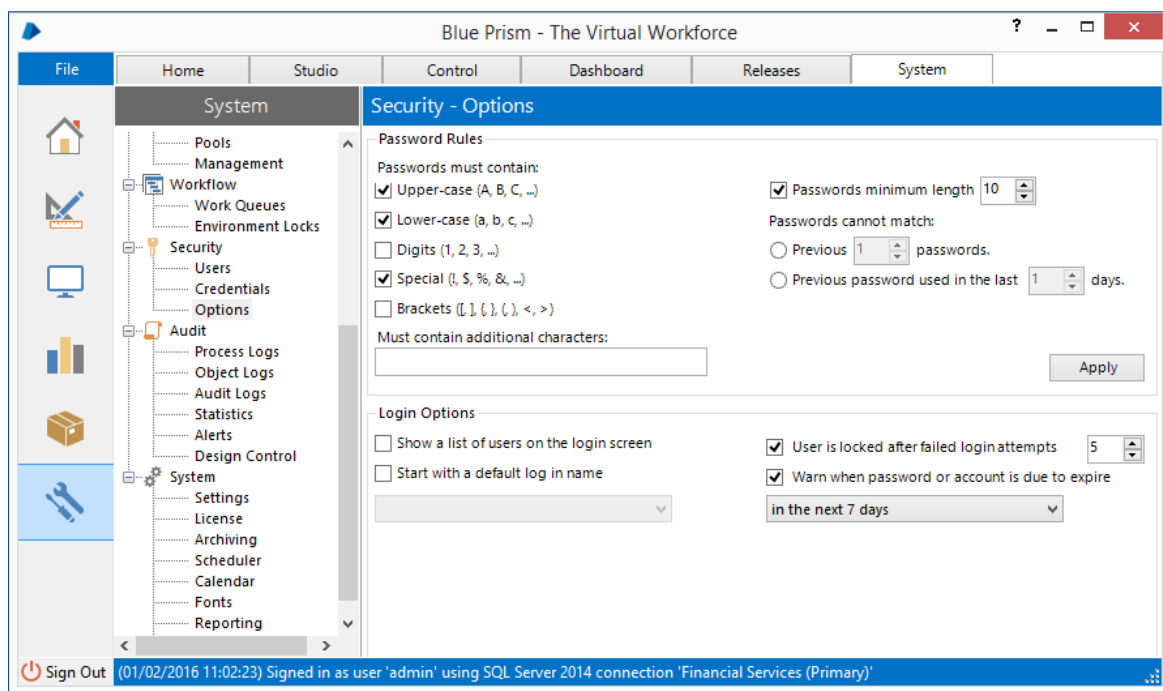 Blue Prism - The Virtual Workforce
?
File
Home
Studio
Control
Dashboard
Releases
System
System
Pools
Management
Workflow
Work Queues
Environment Locks
Security
Users
Credentials
Options
Audit
Process Logs
Object Logs
Audit Logs
Statistics
Alerts
Design Control
System
Settings
License
Archiving
Scheduler
Calendar
Fonts
Reporting
Security - Options
Password Rules
Passwords must contain:
Upper-case (A, B, C, ...)
Lower-case (a, b, c, ...)
Digits (1, 2, 3, ...)
Special (!, $, %, &, ...)
Brackets ([, ], {, }, (, ), <, >)
Must contain additional characters:
Passwords minimum length 10
Passwords cannot match:
Previous 1 passwords.
Previous password used in the last 1 days.
Apply
Login Options
Show a list of users on the login screen
Start with a default log in name
User is locked after failed login attempts 5
Warn when password or account is due to expire
in the next 7 days
Sign Out (01/02/2016 11:02:23) Signed in as user 'admin' using SQL Server 2014 connection 'Financial Services (Primary)'